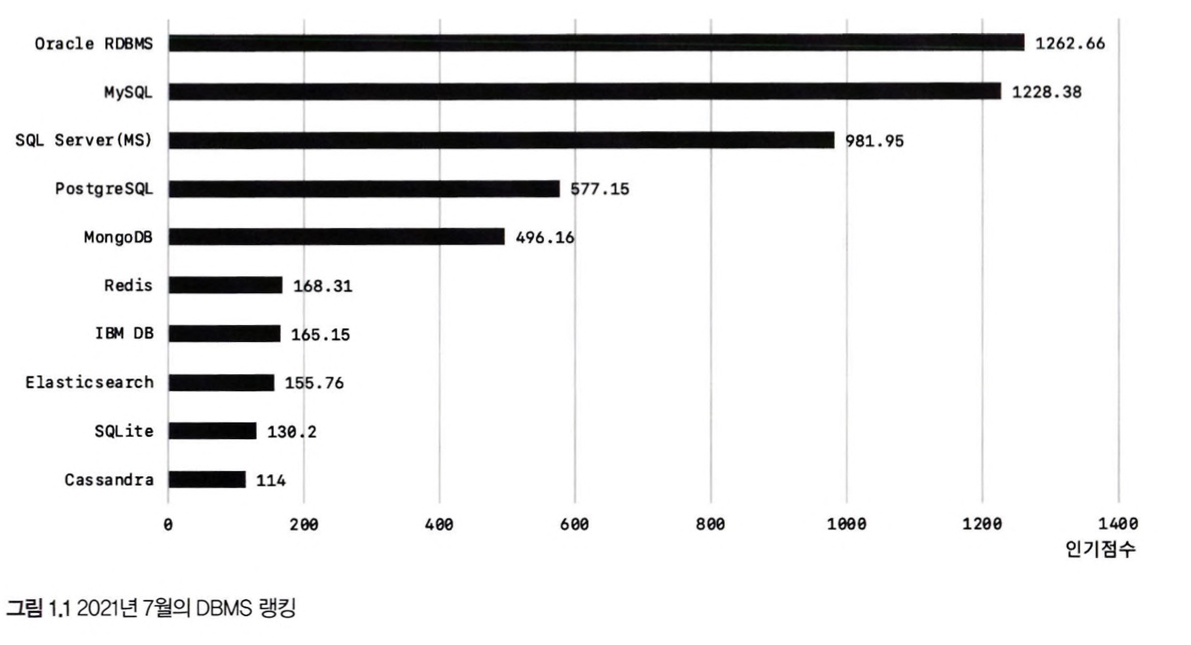 Oracle RDBMS 1262.66
MySQL 1228.38
SQL Server(MS) 981.95
PostgreSQL 577.15
MongoDB 496.16
Redis 168.31
IBM DB 165.15
Elasticsearch 155.76
SQLite 130.2
Cassandra 114
0 200 400 600 800 1000 1200 1400
인기점수
그림 1.1 2021년 7월의 DBMS 랭킹